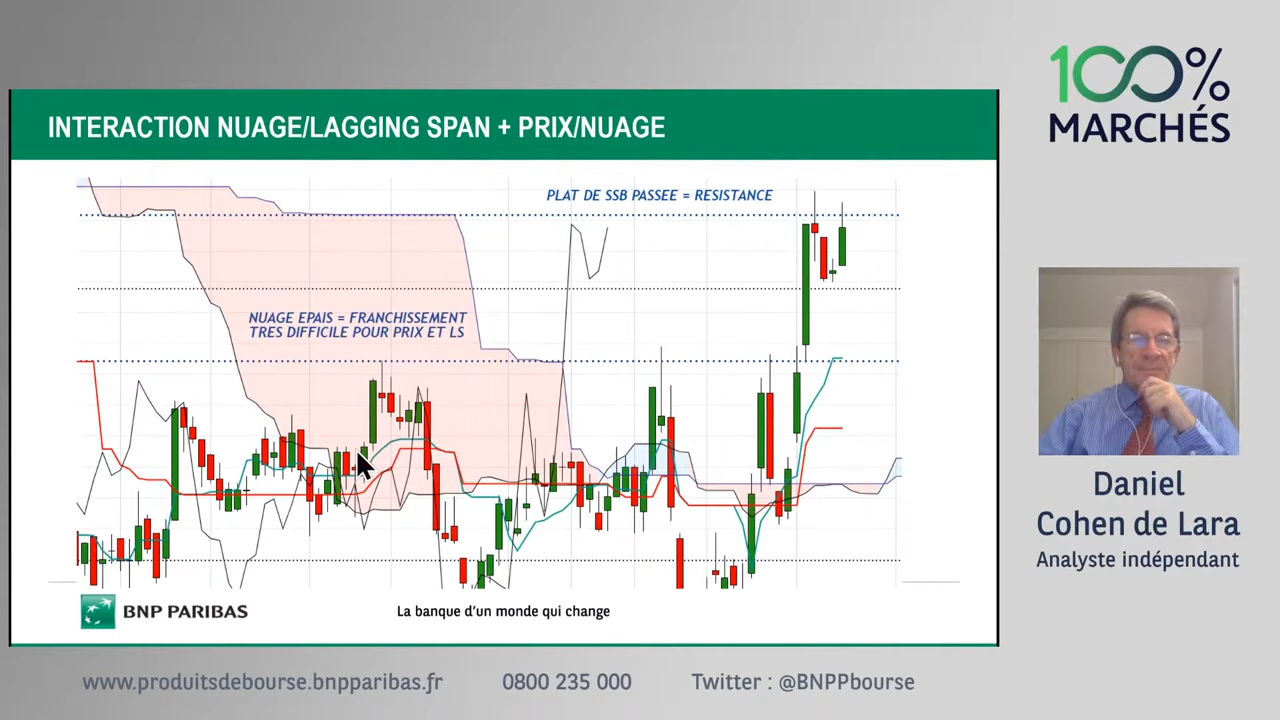 100%
MARCHÉS
INTERACTION NUAGE/LAGGING SPAN + PRIX/NUAGE
PLAT DE SSB PASSEE = RESISTANCE
NUAGE EPAIS = FRANCHISSEMENT
TRES DIFFICILE POUR PRIX ET LS
Daniel
Cohen de Lara
Analyste indépendant
BNP PARIBAS
La banque d'un monde qui change
www.produitsdebourse.bnpparibas.fr
0800 235 000
Twitter : @BNPPbourse